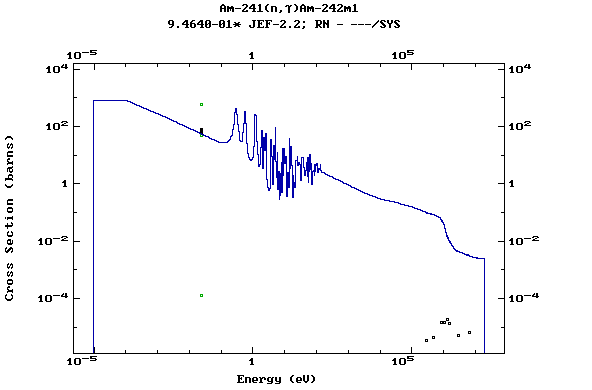 Am-241(n,γ)Am-242m1
9.4640-01* JEF-2.2; RN - ---/SYS
10^-5 1 10^5
10^4 10^4
10^2 10^2
1 1
10^-2 10^-2
10^-4 10^-4
10^-5 1 10^5
Cross Section (barns)
Energy (eV)